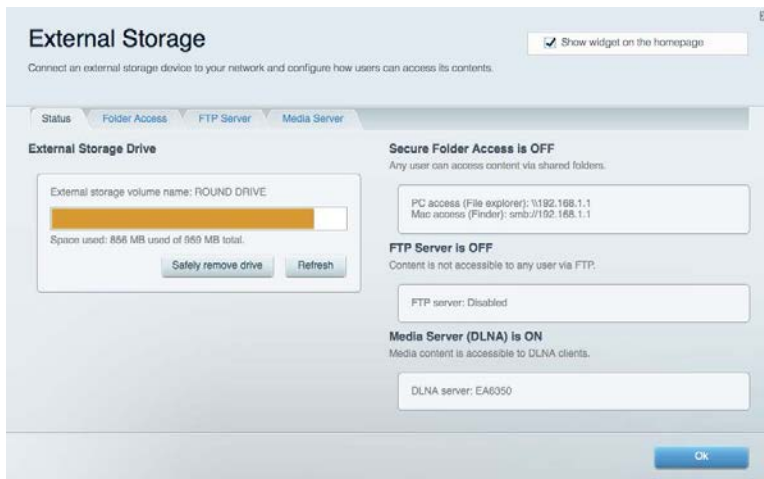 External Storage
Show widget on the homepage
Connect an external storage device to your network and configure how users can access its contents.
Status
Folder Access
FTP Server
Media Server
External Storage Drive
External storage volume name: ROUND DRIVE
Space used: 856 MB used of 959 MB total.
Safely remove drive
Refresh
Secure Folder Access is OFF
Any user can access content via shared folders.
PC access (File explorer): \\192.168.1.1
Mac access (Finder): smb://192.168.1.1
FTP Server is OFF
Content is not accessible to any user via FTP.
FTP server: Disabled
Media Server (DLNA) is ON
Media content is accessible to DLNA clients.
DLNA server: EA6350
Ok